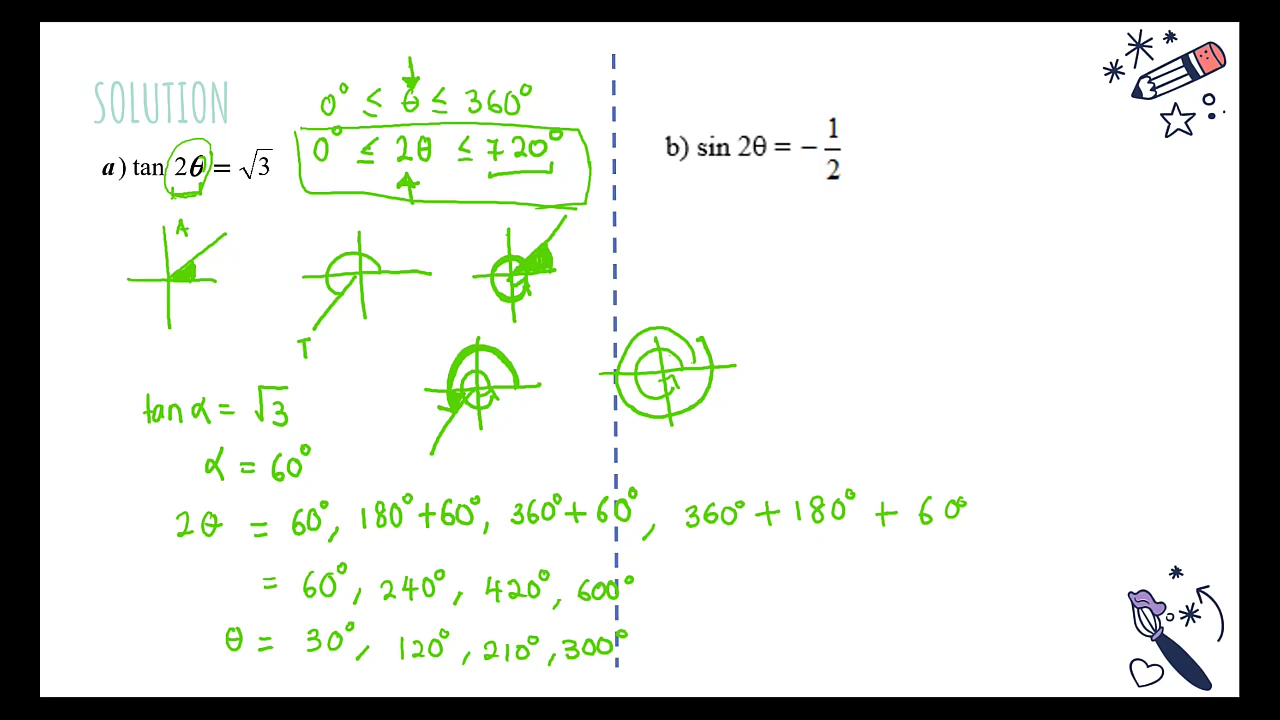 SOLUTION
0° ≤ θ ≤ 360°
0° ≤ 2θ ≤ 720°
a) tan 2θ = √3
A
T
tan α = √3
α = 60°
2θ = 60°, 180° + 60°, 360° + 60°, 360° + 180° + 60°
= 60°, 240°, 420°, 600°
θ = 30°, 120°, 210°, 300°
b) sin 2θ = − 1/2